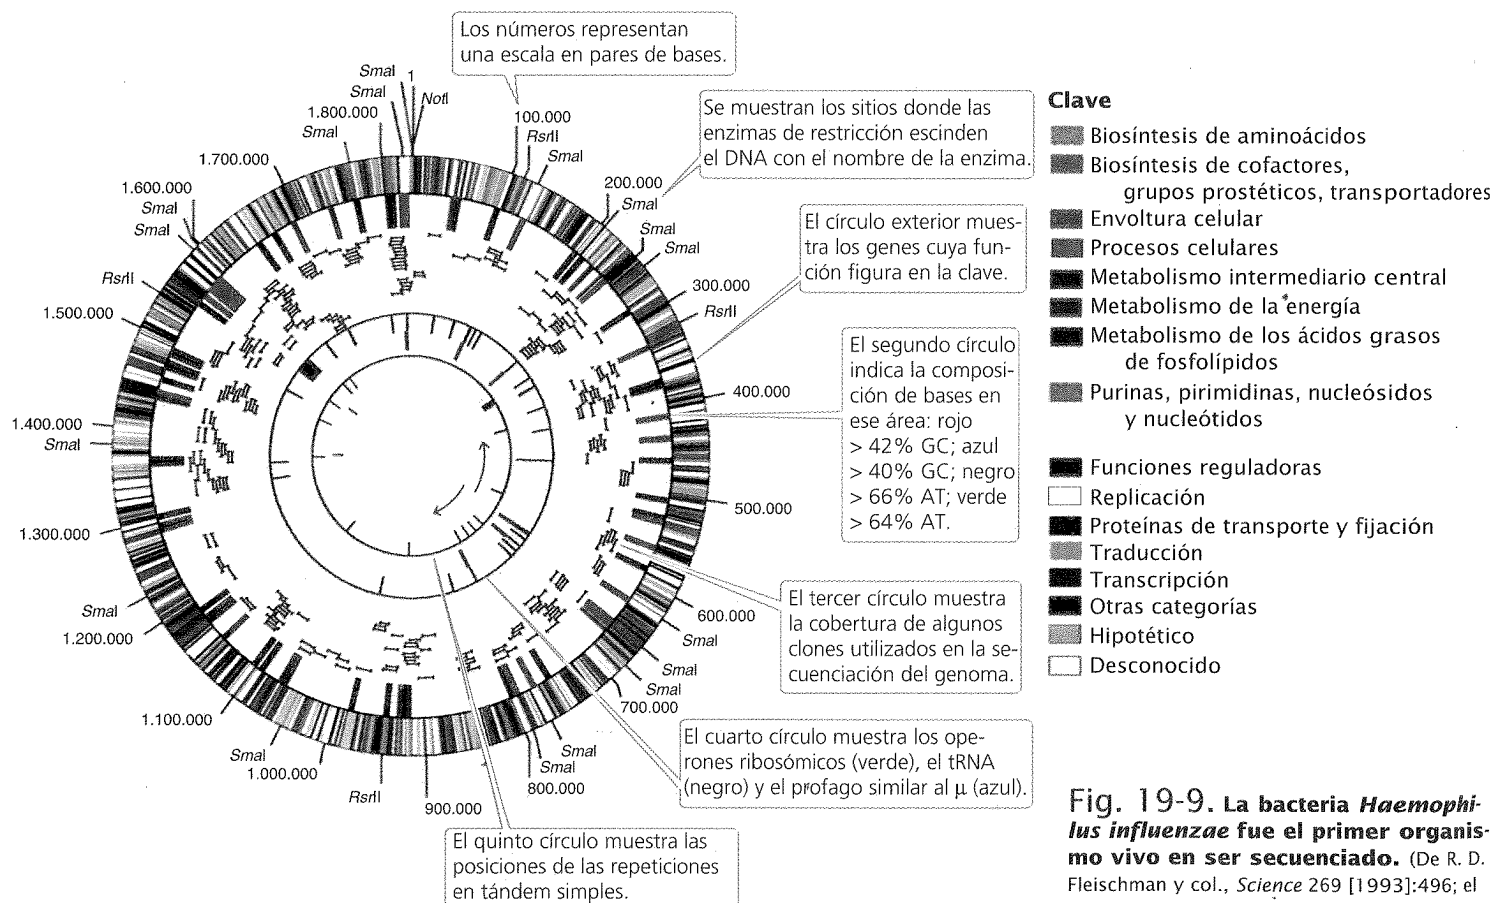 Los números representan
una escala en pares de bases.
SmaI
1
SmaI
NotI
1.800.000
100.000
SmaI
RsrII
SmaI
1.700.000
200.000
1.600.000
SmaI
SmaI
SmaI
SmaI
SmaI
RsrII
300.000
1.500.000
RsrII
400.000
1.400.000
SmaI
500.000
1.300.000
600.000
SmaI
SmaI
1.200.000
SmaI
SmaI
700.000
1.100.000
SmaI
SmaI
SmaI
1.000.000
800.000
RsrII
900.000
Se muestran los sitios donde las
enzimas de restricción escinden
el DNA con el nombre de la enzima.
El círculo exterior mues-
tra los genes cuya fun-
ción figura en la clave.
El segundo círculo
indica la composi-
ción de bases en
ese área: rojo
> 42% GC; azul
> 40% GC; negro
> 66% AT; verde
> 64% AT.
El tercer círculo muestra
la cobertura de algunos
clones utilizados en la se-
cuenciación del genoma.
El cuarto círculo muestra los ope-
rones ribosómicos (verde), el tRNA
(negro) y el profago similar al μ (azul).
El quinto círculo muestra las
posiciones de las repeticiones
en tándem simples.
Clave
Biosíntesis de aminoácidos
Biosíntesis de cofactores,
grupos prostéticos, transportadores
Envoltura celular
Procesos celulares
Metabolismo intermediario central
Metabolismo de la energía
Metabolismo de los ácidos grasos
de fosfolípidos
Purinas, pirimidinas, nucleósidos
y nucleótidos
Funciones reguladoras
Replicación
Proteínas de transporte y fijación
Traducción
Transcripción
Otras categorías
Hipotético
Desconocido
Fig. 19-9. La bacteria Haemophi-
lus influenzae fue el primer organis-
mo vivo en ser secuenciado. (De R. D.
Fleischman y col., Science 269 [1993]:496; el